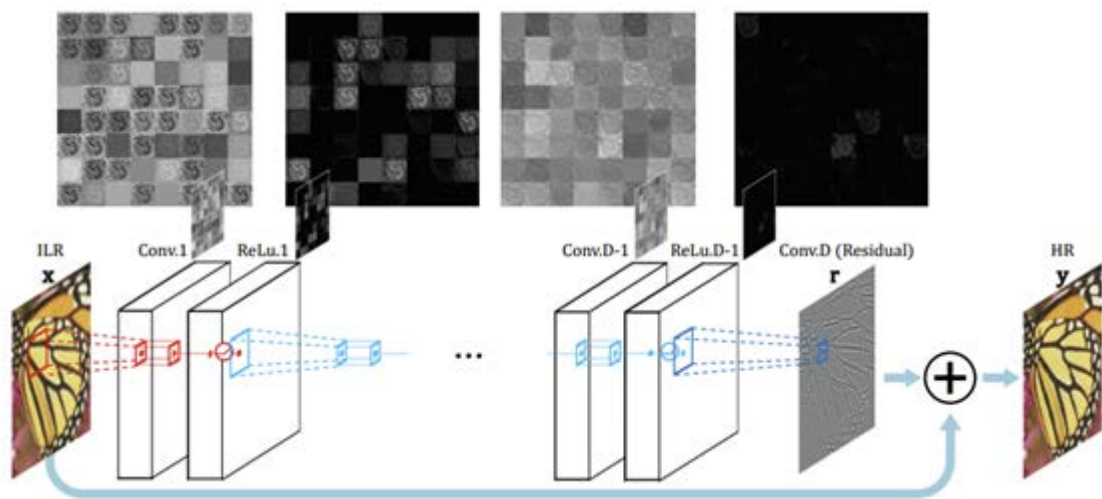 ILR
x
Conv.1
ReLu.1
...
Conv.D-1
ReLu.D-1
Conv.D (Residual)
r
HR
y